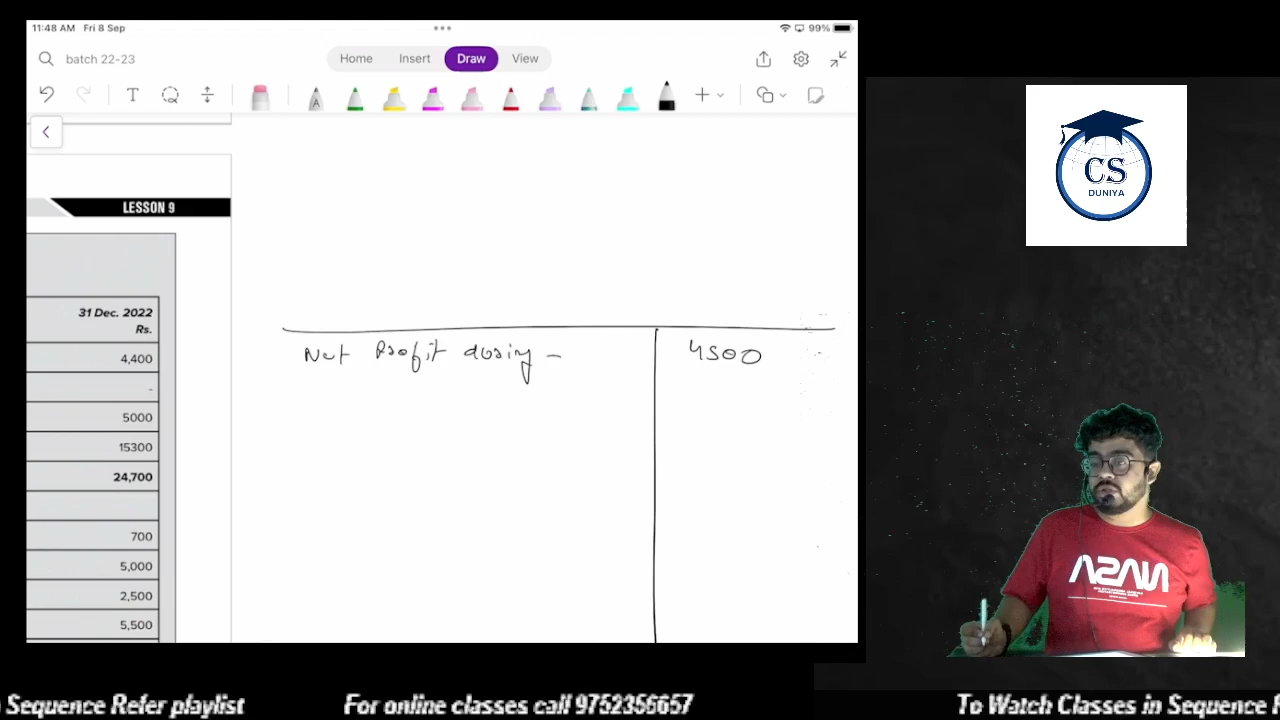 11:48 AM Fri 8 Sep
99%
batch 22-23
Home Insert Draw View
T
A
LESSON 9
31 Dec. 2022
Rs.
4,400
-
5000
15300
24,700
700
5,000
2,500
5,500
Net Profit closing - 4500
CS
DUNIYA
Sequence Refer playlist For online classes call 9752356657 To Watch Classes in Sequence